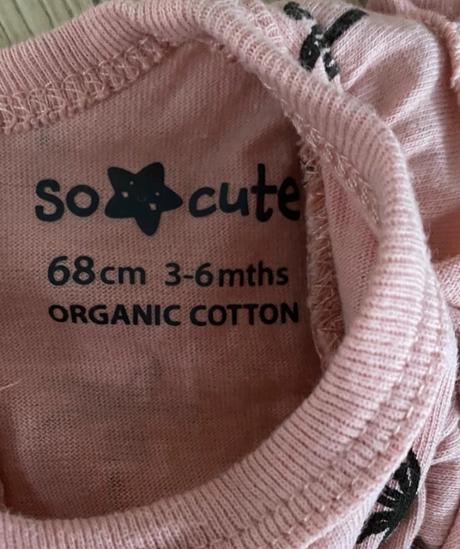 so cute
68cm 3-6mths
ORGANIC COTTON